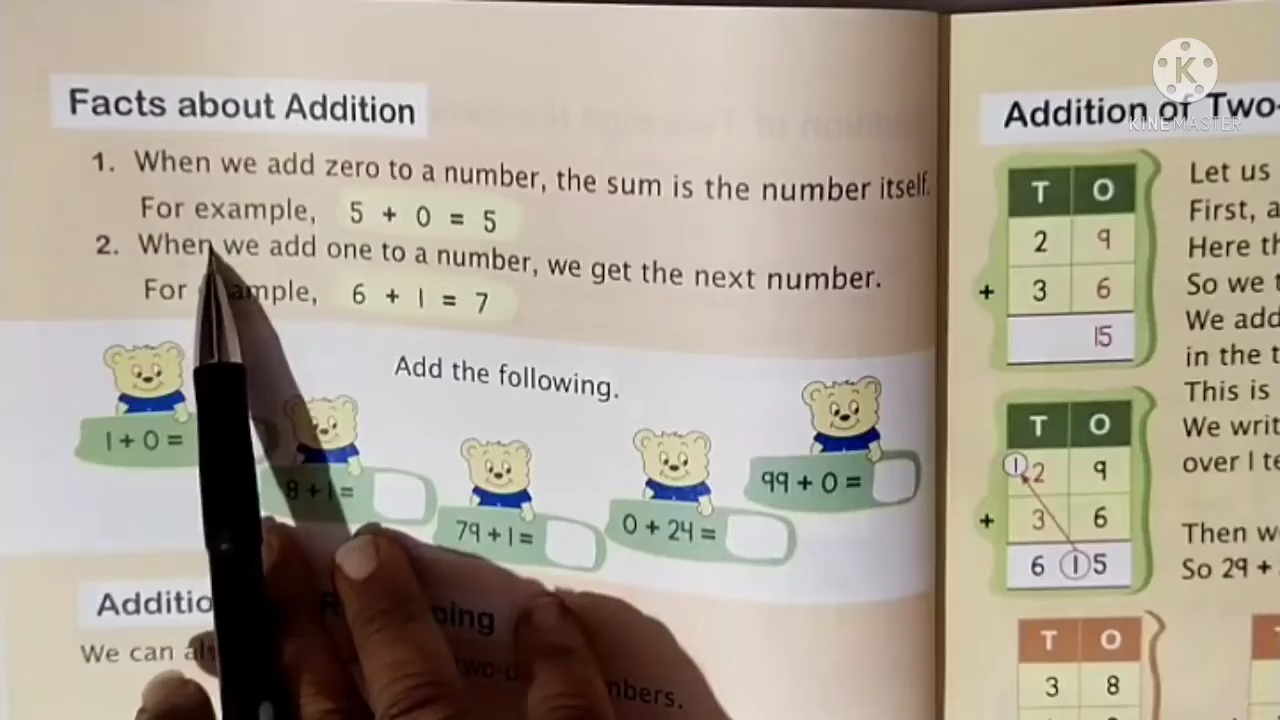 Facts about Addition
1. When we add zero to a number, the sum is the number itself.
For example, 5 + 0 = 5
2. When we add one to a number, we get the next number.
For example, 6 + 1 = 7
Add the following.
1 + 0 =
8 + 1 =
79 + 1 =
0 + 24 =
99 + 0 =
We can
Addition of Two-
K
KINEMASTER
T O
2 9
+ 3 6
15
T O
1 2 9
+ 3 6
6 1 5
T O
3 8
T
Let us
First, a
Here th
So we t
We add
in the t
This is
We writ
over 1 te
Then w
So 29 +